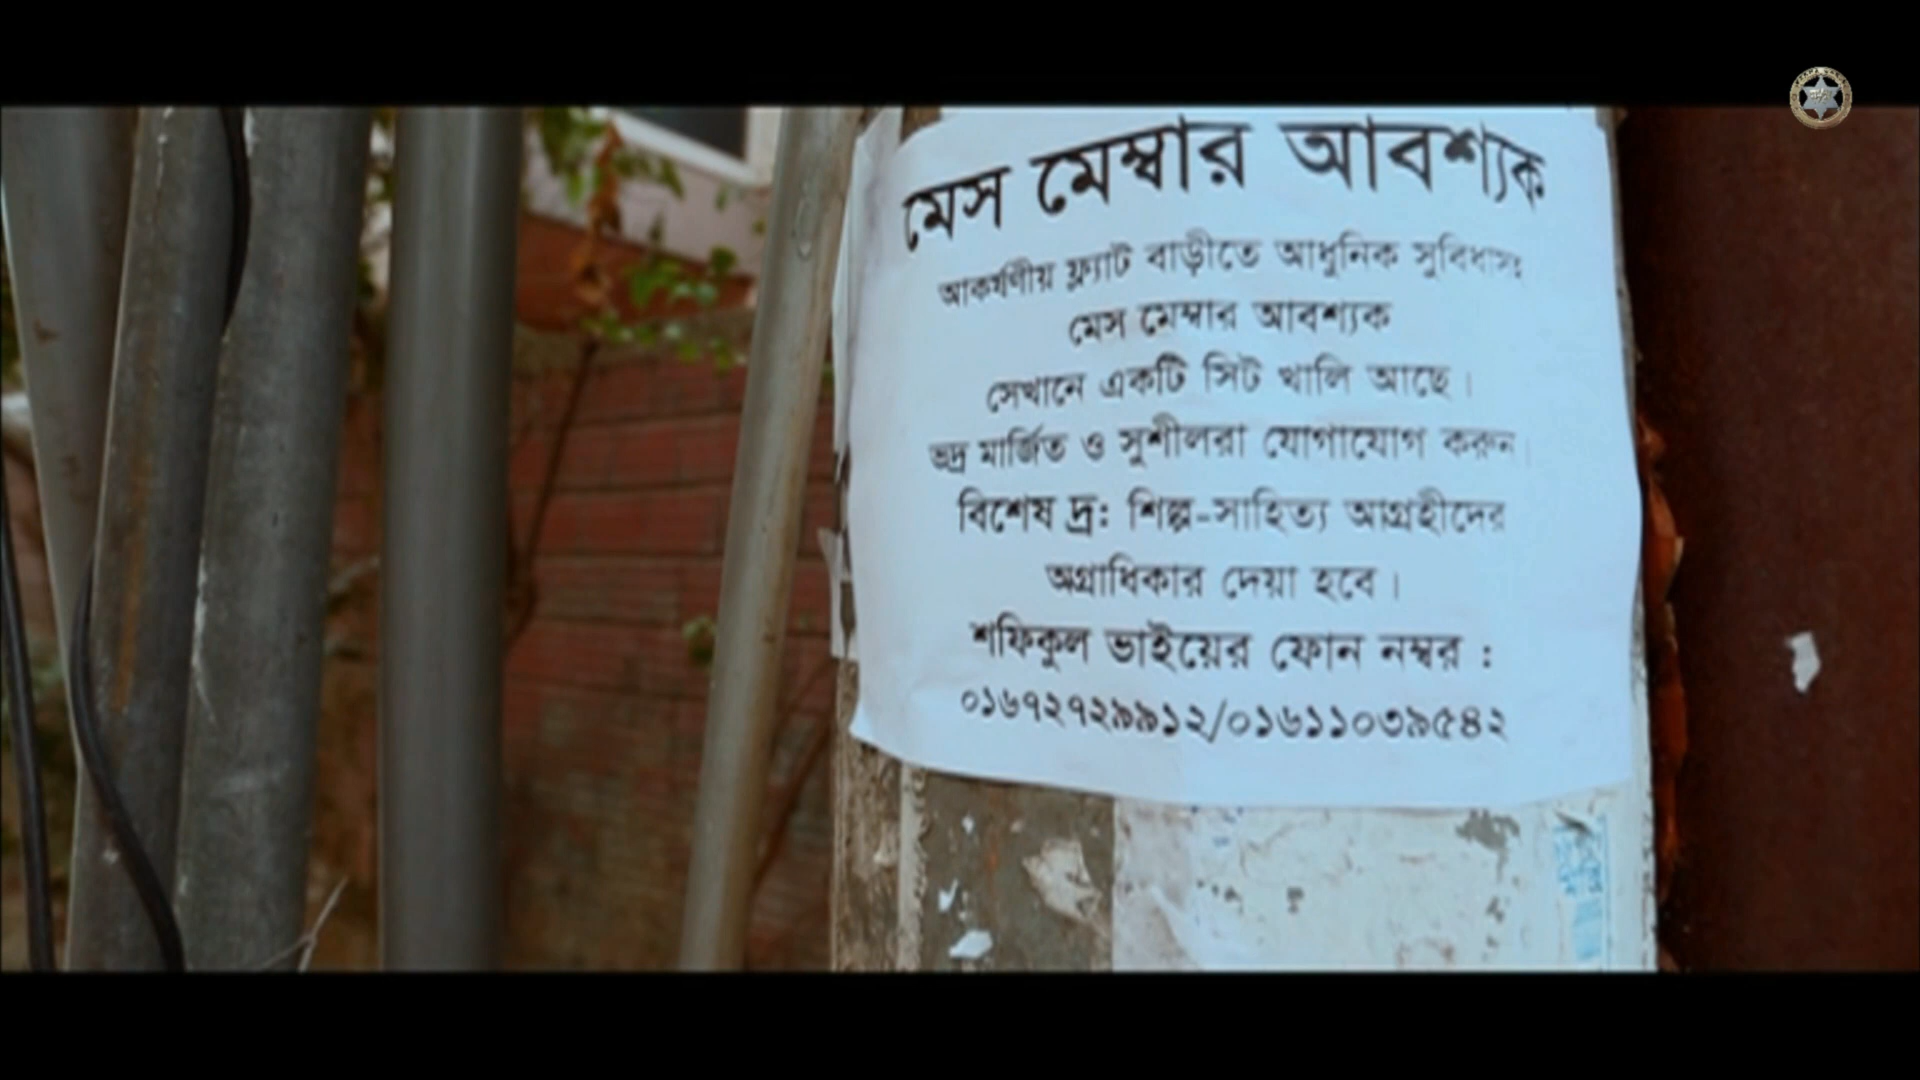 মেস মেম্বার আবশ্যক
আকর্ষণীয় ফ্ল্যাট বাড়ীতে আধুনিক সুবিধাসহ
মেস মেম্বার আবশ্যক
সেখানে একটি সিট খালি আছে।
ভদ্র মার্জিত ও সুশীলরা যোগাযোগ করুন।
বিশেষ দ্র: শিল্প-সাহিত্য আগ্রহীদের
অগ্রাধিকার দেয়া হবে।
শফিকুল ভাইয়ের ফোন নম্বর :
০১৬৭২৭২৯৯১২/০১৬১১০৩৯৫৪২